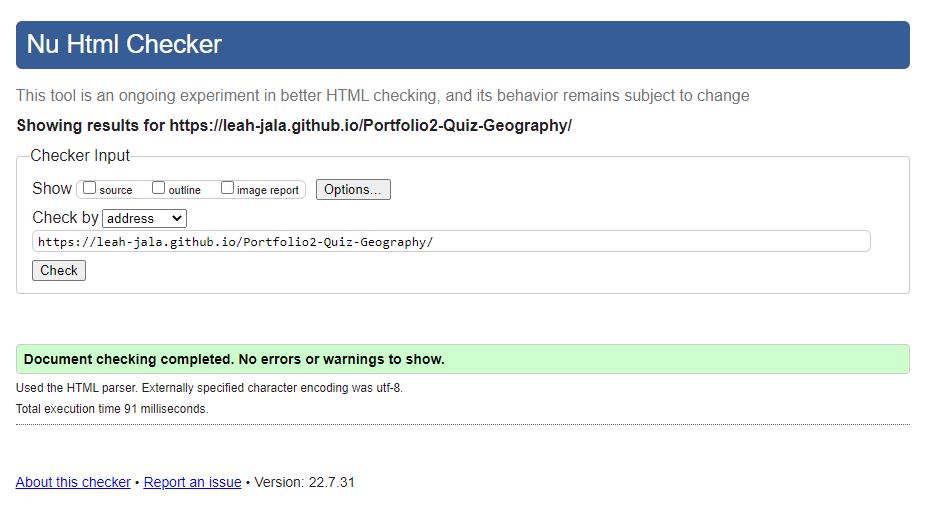 Nu Html Checker
This tool is an ongoing experiment in better HTML checking, and its behavior remains subject to change
Showing results for https://leah-jala.github.io/Portfolio2-Quiz-Geography/
Checker Input
Show source outline image report Options...
Check by address
https://leah-jala.github.io/Portfolio2-Quiz-Geography/
Check
Document checking completed. No errors or warnings to show.
Used the HTML parser. Externally specified character encoding was utf-8.
Total execution time 91 milliseconds.
About this checker • Report an issue • Version: 22.7.31